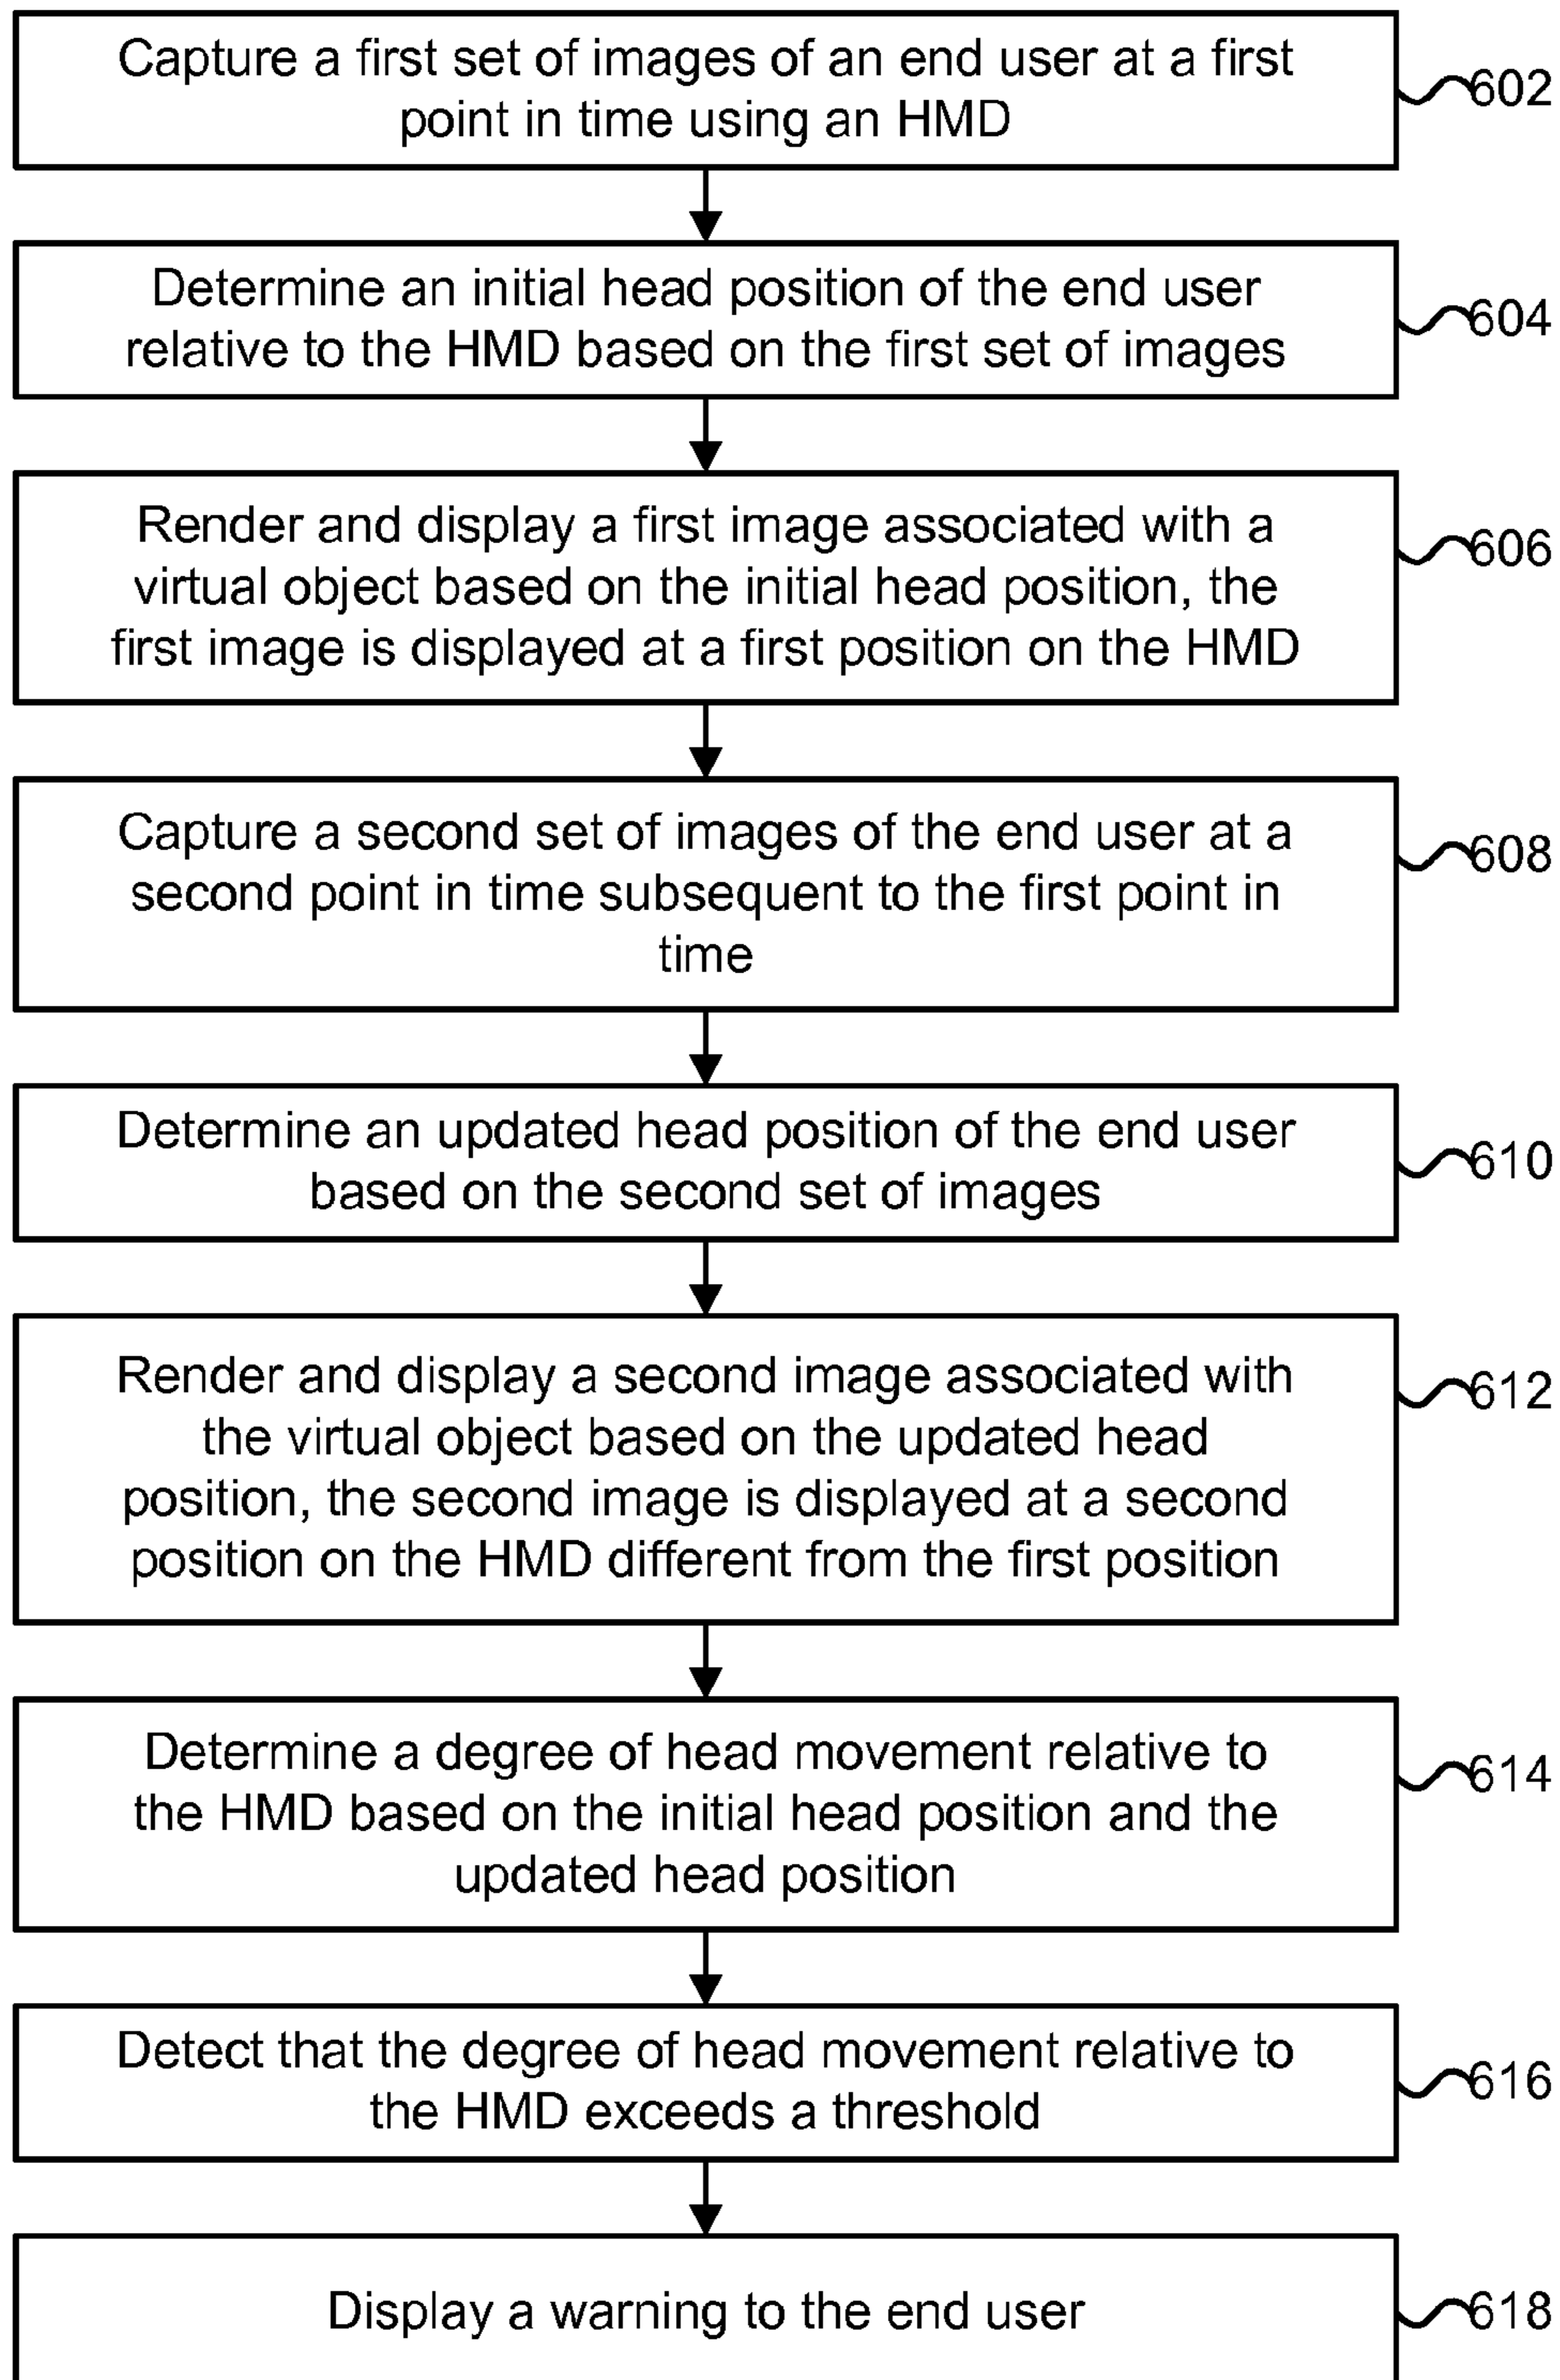 Capture a first set of images of an end user at a first
point in time using an HMD
602
Determine an initial head position of the end user
relative to the HMD based on the first set of images
604
Render and display a first image associated with a
virtual object based on the initial head position, the
first image is displayed at a first position on the HMD
606
Capture a second set of images of the end user at a
second point in time subsequent to the first point in
time
608
Determine an updated head position of the end user
based on the second set of images
610
Render and display a second image associated with
the virtual object based on the updated head
position, the second image is displayed at a second
position on the HMD different from the first position
612
Determine a degree of head movement relative to
the HMD based on the initial head position and the
updated head position
614
Detect that the degree of head movement relative to
the HMD exceeds a threshold
616
Display a warning to the end user
618